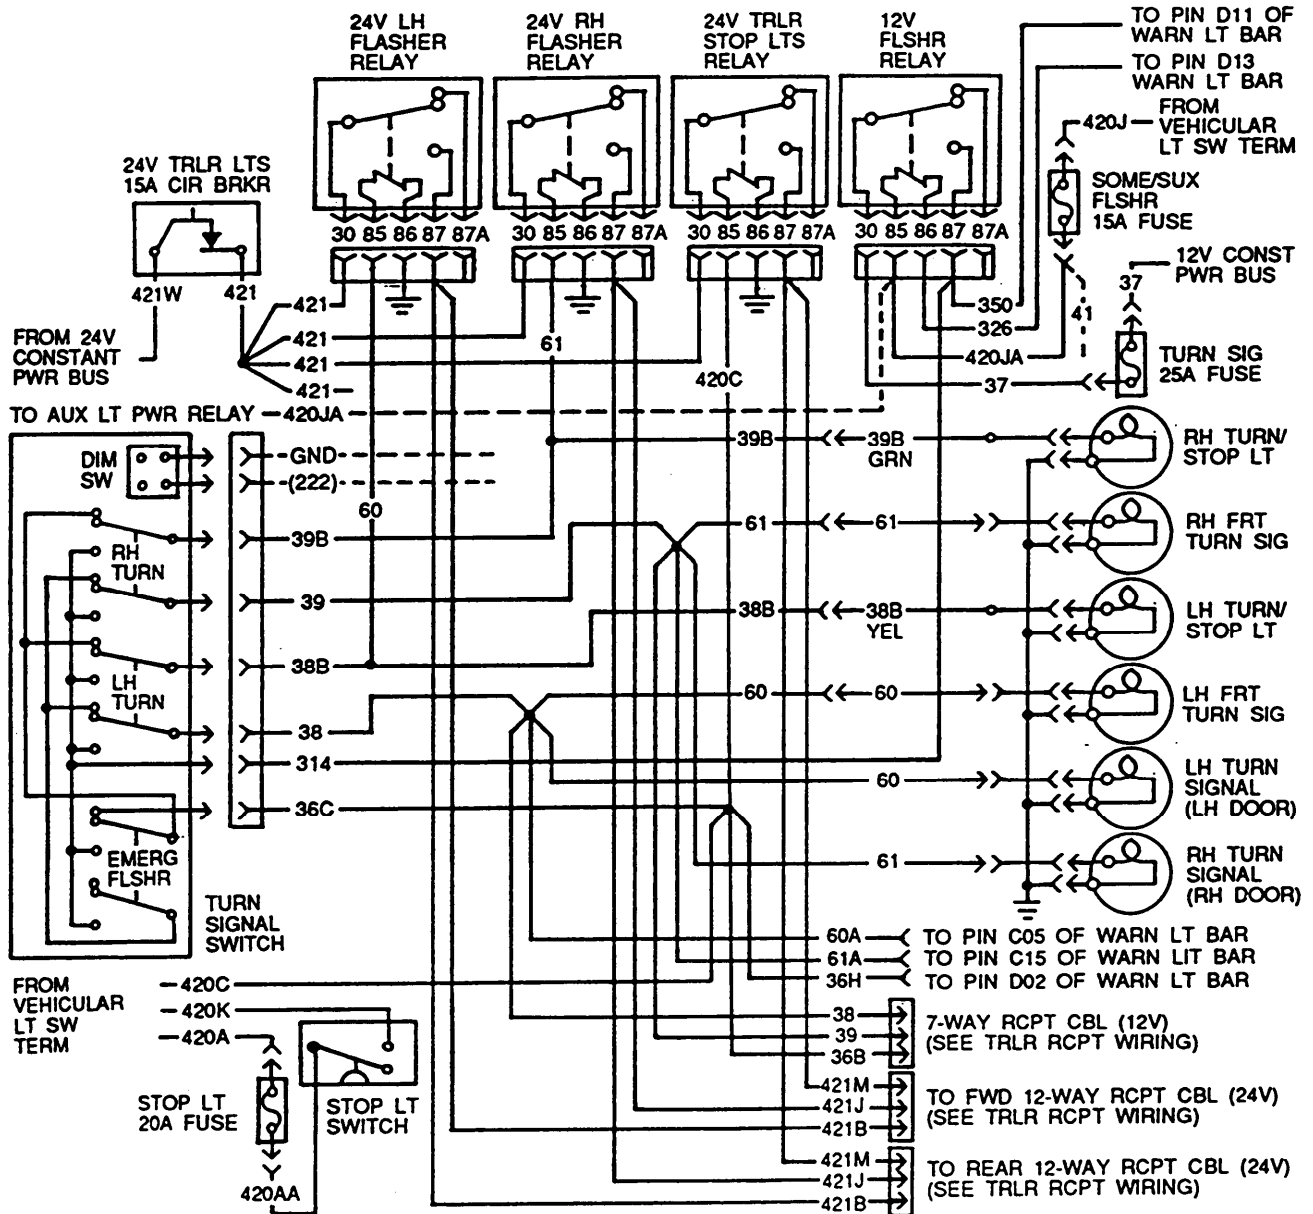 24V LH
FLASHER
RELAY
24V RH
FLASHER
RELAY
24V TRLR
STOP LTS
RELAY
12V
FLSHR
RELAY
TO PIN D11 OF
WARN LT BAR
TO PIN D13
WARN LT BAR
420J
FROM
VEHICULAR
LT SW TERM
24V TRLR LTS
15A CIR BRKR
SOME/SUX
FLSHR
15A FUSE
30 85 86 87 87A
30 85 86 87 87A
30 85 86 87 87A
30 85 86 87 87A
12V CONST
PWR BUS
37
421W
421
421
421
421
421
61
420C
350
326
420JA
37
41
FROM 24V
CONSTANT
PWR BUS
TURN SIG
25A FUSE
TO AUX LT PWR RELAY
420JA
DIM
SW
GND
(222)
60
39B
39B
GRN
RH TURN/
STOP LT
39B
RH
TURN
61
61
RH FRT
TURN SIG
39
38B
38B
YEL
LH TURN/
STOP LT
38B
LH
TURN
60
60
LH FRT
TURN SIG
38
314
60
LH TURN
SIGNAL
(LH DOOR)
36C
EMERG
FLSHR
61
RH TURN
SIGNAL
(RH DOOR)
TURN
SIGNAL
SWITCH
60A
TO PIN C05 OF WARN LT BAR
61A
TO PIN C15 OF WARN LIT BAR
36H
TO PIN D02 OF WARN LT BAR
FROM
VEHICULAR
LT SW
TERM
420C
420K
420A
38
39
36B
7-WAY RCPT CBL (12V)
(SEE TRLR RCPT WIRING)
STOP LT
20A FUSE
STOP LT
SWITCH
421M
421J
421B
TO FWD 12-WAY RCPT CBL (24V)
(SEE TRLR RCPT WIRING)
420AA
421M
421J
421B
TO REAR 12-WAY RCPT CBL (24V)
(SEE TRLR RCPT WIRING)